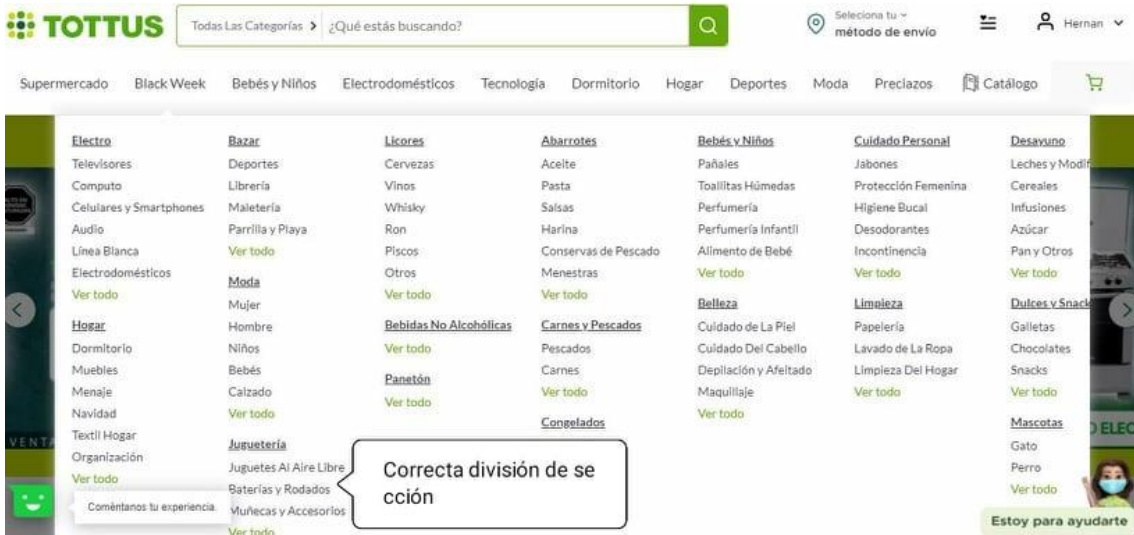 TOTTUS
Todas Las Categorías > ¿Qué estás buscando?
Seleciona tu
método de envío
Hernan
Supermercado Black Week Bebés y Niños Electrodomésticos Tecnología Dormitorio Hogar Deportes Moda Preciazos Catálogo
Electro
Televisores
Computo
Celulares y Smartphones
Audio
Línea Blanca
Electrodomésticos
Ver todo
Hogar
Dormitorio
Muebles
Menaje
Navidad
Textil Hogar
Organización
Ver todo
Bazar
Deportes
Librería
Maletería
Parrilla y Playa
Ver todo
Moda
Mujer
Hombre
Niños
Bebés
Calzado
Ver todo
Juguetería
Juguetes Al Aire Libre
Baterías y Rodados
Muñecas y Accesorios
Ver todo
Licores
Cervezas
Vinos
Whisky
Ron
Piscos
Otros
Ver todo
Bebidas No Alcohólicas
Ver todo
Panetón
Ver todo
Abarrotes
Aceite
Pasta
Salsas
Harina
Conservas de Pescado
Menestras
Ver todo
Carnes y Pescados
Pescados
Carnes
Ver todo
Congelados
Bebés y Niños
Pañales
Toallitas Húmedas
Perfumería
Perfumería Infantil
Alimento de Bebé
Ver todo
Belleza
Cuidado de La Piel
Cuidado Del Cabello
Depilación y Afeitado
Maquillaje
Ver todo
Cuidado Personal
Jabones
Protección Femenina
Higiene Bucal
Desodorantes
Incontinencia
Ver todo
Limpieza
Papelería
Lavado de La Ropa
Limpieza Del Hogar
Ver todo
Desayuno
Leches y Modif
Cereales
Infusiones
Azúcar
Pan y Otros
Ver todo
Dulces y Snack
Galletas
Chocolates
Snacks
Ver todo
Mascotas
Gato
Perro
Ver todo
Correcta división de se
cción
VENTA
O ELEC
Coméntanos tu experiencia.
Estoy para ayudarte